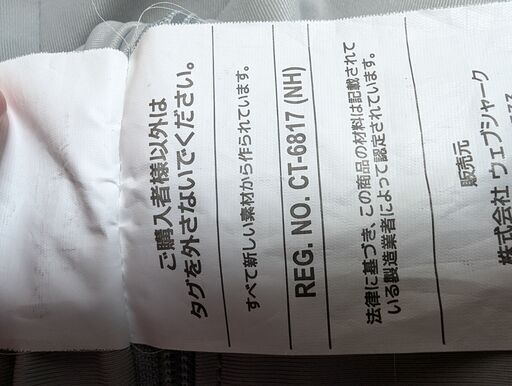 ご購入者様以外は
タグを外さないでください。
すべて新しい素材から作られています。
REG. NO. CT-6817 (NH)
法律に基づき、この商品の材料は記載されて
いる製造業者によって認定されています。
販売元
株式会社 ウェブシャーク